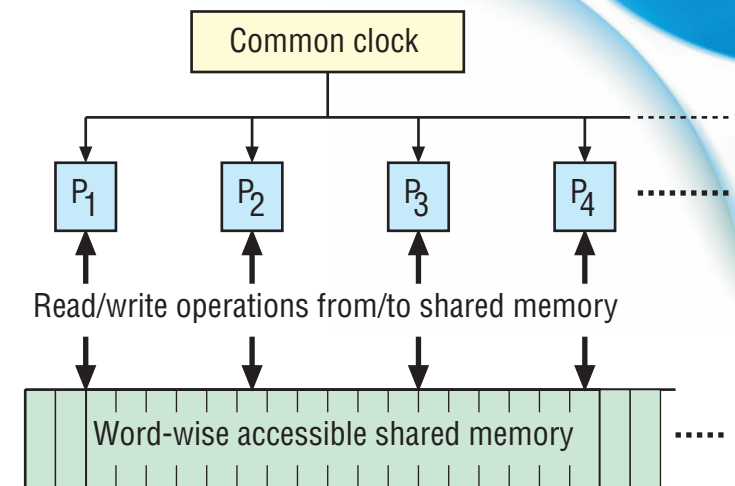 Common clock
P1 P2 P3 P4
Read/write operations from/to shared memory
Word-wise accessible shared memory